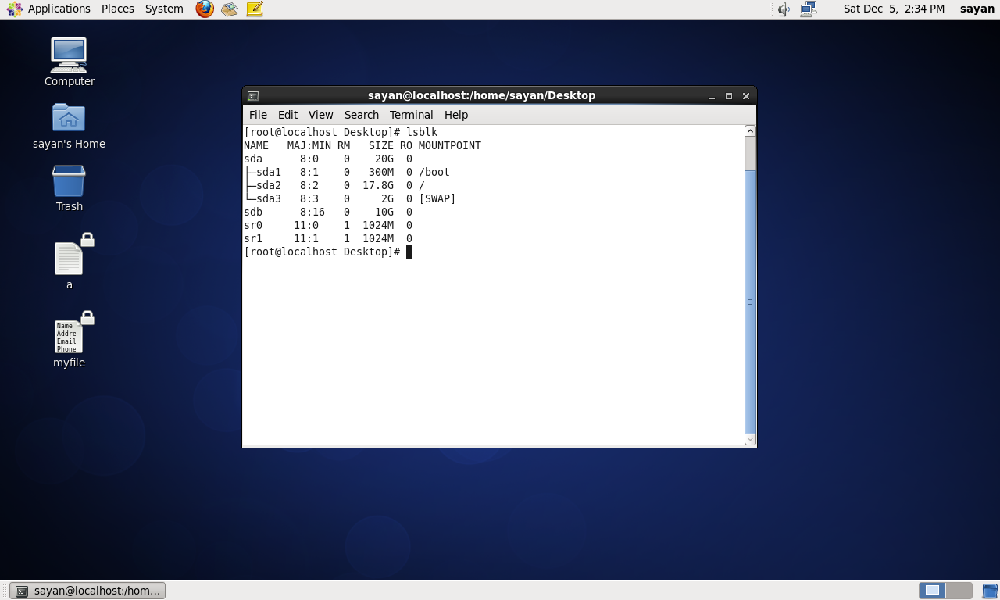 Applications Places System Sat Dec  5,  2:34 PM sayan
Computer
sayan's Home
Trash
a
Name
Addre
Email
Phone
myfile
sayan@localhost:/home/sayan/Desktop
File Edit View Search Terminal Help
[root@localhost Desktop]# lsblk
NAME   MAJ:MIN RM   SIZE RO MOUNTPOINT
sda      8:0    0    20G  0
├─sda1   8:1    0   300M  0 /boot
├─sda2   8:2    0  17.8G  0 /
└─sda3   8:3    0     2G  0 [SWAP]
sdb      8:16   0    10G  0
sr0     11:0    1  1024M  0
sr1     11:1    1  1024M  0
[root@localhost Desktop]#
sayan@localhost:/hom...